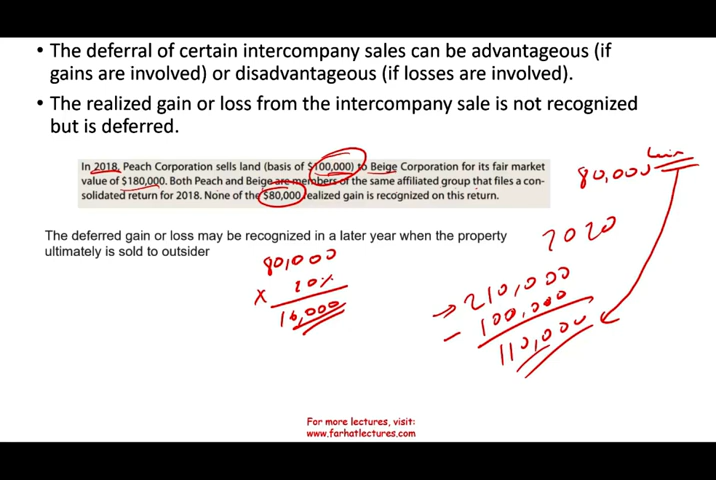 • The deferral of certain intercompany sales can be advantageous (if
gains are involved) or disadvantageous (if losses are involved).
• The realized gain or loss from the intercompany sale is not recognized
but is deferred.
In 2018, Peach Corporation sells land (basis of $100,000) to Beige Corporation for its fair market
value of $180,000. Both Peach and Beige are members of the same affiliated group that files a con-
solidated return for 2018. None of the $80,000 realized gain is recognized on this return.
80,000
The deferred gain or loss may be recognized in a later year when the property
ultimately is sold to outsider
2020
80,000
x 20%
16,000
→ 210,000
- 100,000
110,000
For more lectures, visit:
www.farhatlectures.com